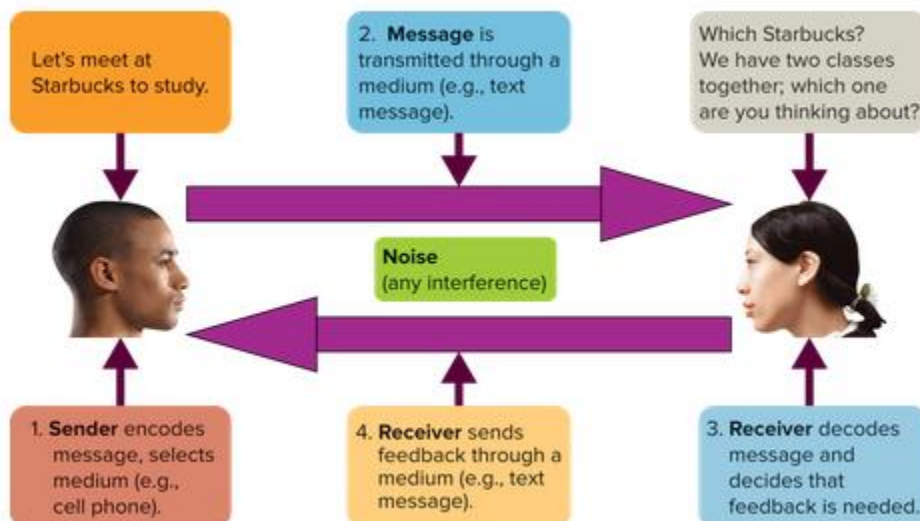 Let's meet at
Starbucks to study.
2. Message is
transmitted through a
medium (e.g., text
message).
Which Starbucks?
We have two classes
together; which one
are you thinking about?
Noise
(any interference)
1. Sender encodes
message, selects
medium (e.g.,
cell phone).
4. Receiver sends
feedback through a
medium (e.g., text
message).
3. Receiver decodes
message and
decides that
feedback is needed.